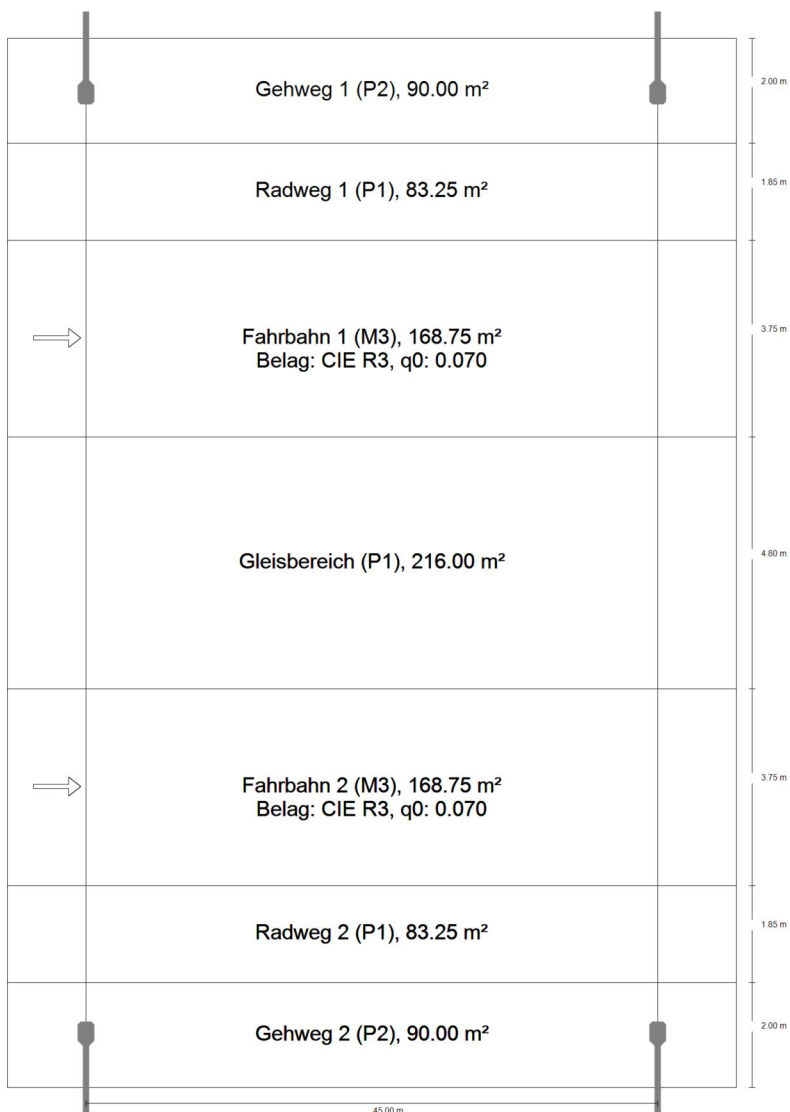 Gehweg 1 (P2), 90.00 m²
2.00 m
Radweg 1 (P1), 83.25 m²
1.85 m
Fahrbahn 1 (M3), 168.75 m²
Belag: CIE R3, q0: 0.070
3.75 m
Gleisbereich (P1), 216.00 m²
4.80 m
Fahrbahn 2 (M3), 168.75 m²
Belag: CIE R3, q0: 0.070
3.75 m
Radweg 2 (P1), 83.25 m²
1.85 m
Gehweg 2 (P2), 90.00 m²
2.00 m
45.00 m